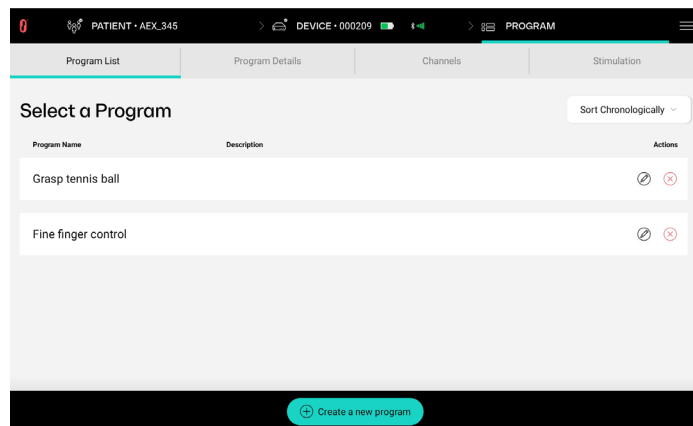 PATIENT • AEX_345 DEVICE • 000209 PROGRAM
Program List Program Details Channels Stimulation
Select a Program Sort Chronologically
Program Name Description Actions
Grasp tennis ball
Fine finger control
Create a new program